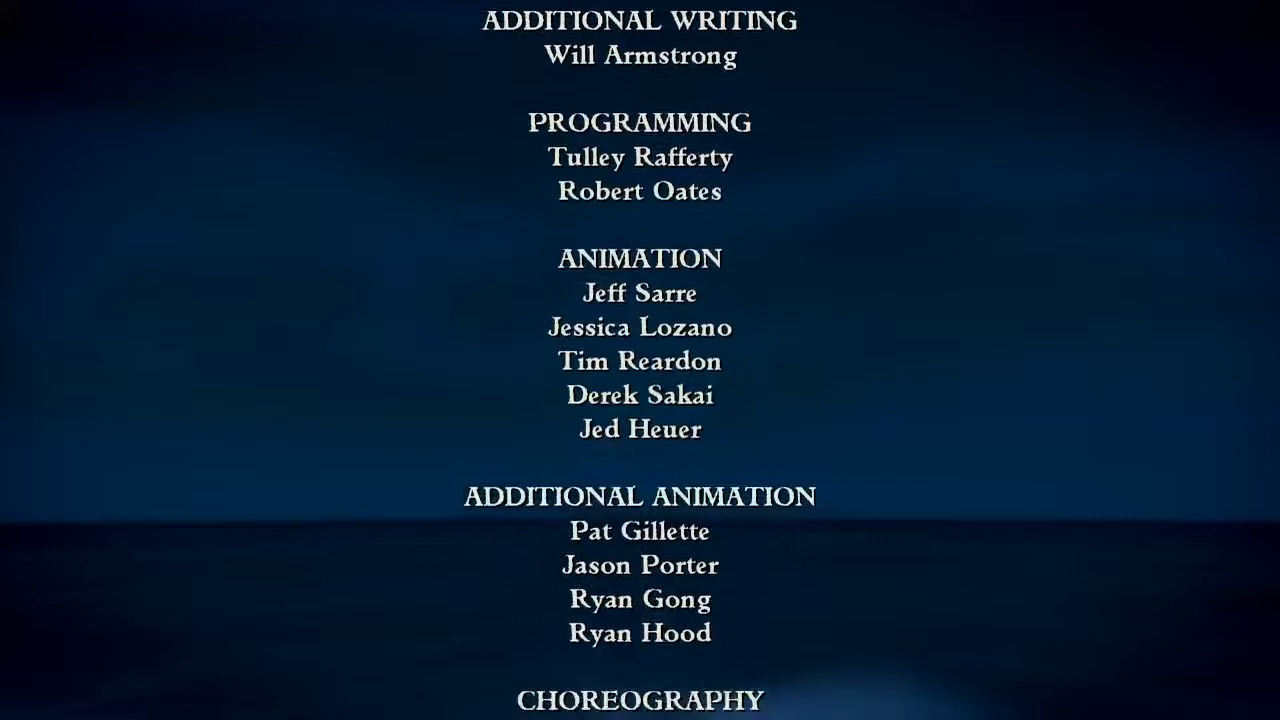 ADDITIONAL WRITING
Will Armstrong
PROGRAMMING
Tulley Rafferty
Robert Oates
ANIMATION
Jeff Sarre
Jessica Lozano
Tim Reardon
Derek Sakai
Jed Heuer
ADDITIONAL ANIMATION
Pat Gillette
Jason Porter
Ryan Gong
Ryan Hood
CHOREOGRAPHY